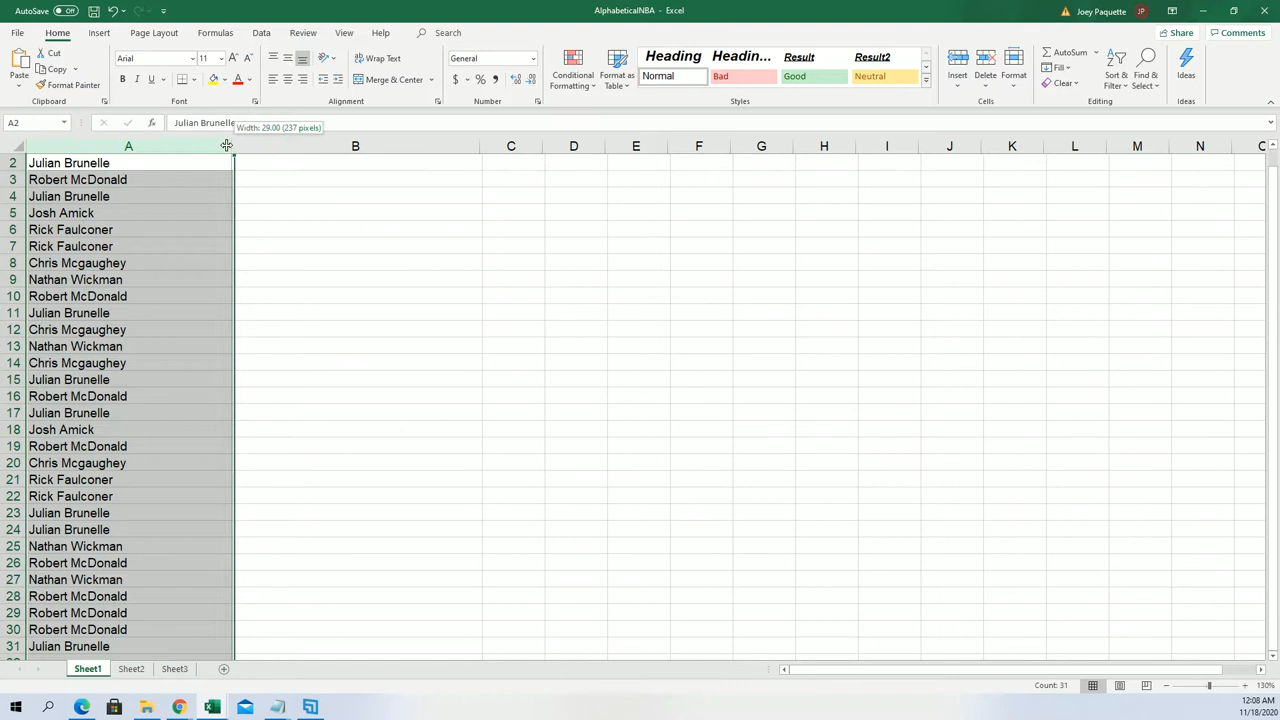 AutoSave Off AlphabeticalNBA - Excel Joey Paquette JP
File Home Insert Page Layout Formulas Data Review View Help Search Share Comments
Paste Cut Copy Format Painter Clipboard
Arial 11 A A B I U A Font
ab Wrap Text Merge & Center Alignment
General $ % , Number
Conditional Formatting Format as Table
Heading Headin... Result Result2
Normal Bad Good Neutral
Styles
Insert Delete Format Cells
AutoSum Fill Sort & Filter Find & Select Editing
Ideas Ideas
A2 fx Julian Brunelle
Width: 29.00 (237 pixels)
A B C D E F G H I J K L M N
2 Julian Brunelle
3 Robert McDonald
4 Julian Brunelle
5 Josh Amick
6 Rick Faulconer
7 Rick Faulconer
8 Chris Mcgaughey
9 Nathan Wickman
10 Robert McDonald
11 Julian Brunelle
12 Chris Mcgaughey
13 Nathan Wickman
14 Chris Mcgaughey
15 Julian Brunelle
16 Robert McDonald
17 Julian Brunelle
18 Josh Amick
19 Robert McDonald
20 Chris Mcgaughey
21 Rick Faulconer
22 Rick Faulconer
23 Julian Brunelle
24 Julian Brunelle
25 Nathan Wickman
26 Robert McDonald
27 Nathan Wickman
28 Robert McDonald
29 Robert McDonald
30 Robert McDonald
31 Julian Brunelle
Sheet1 Sheet2 Sheet3
Count: 31 130%
12:08 AM
11/18/2020